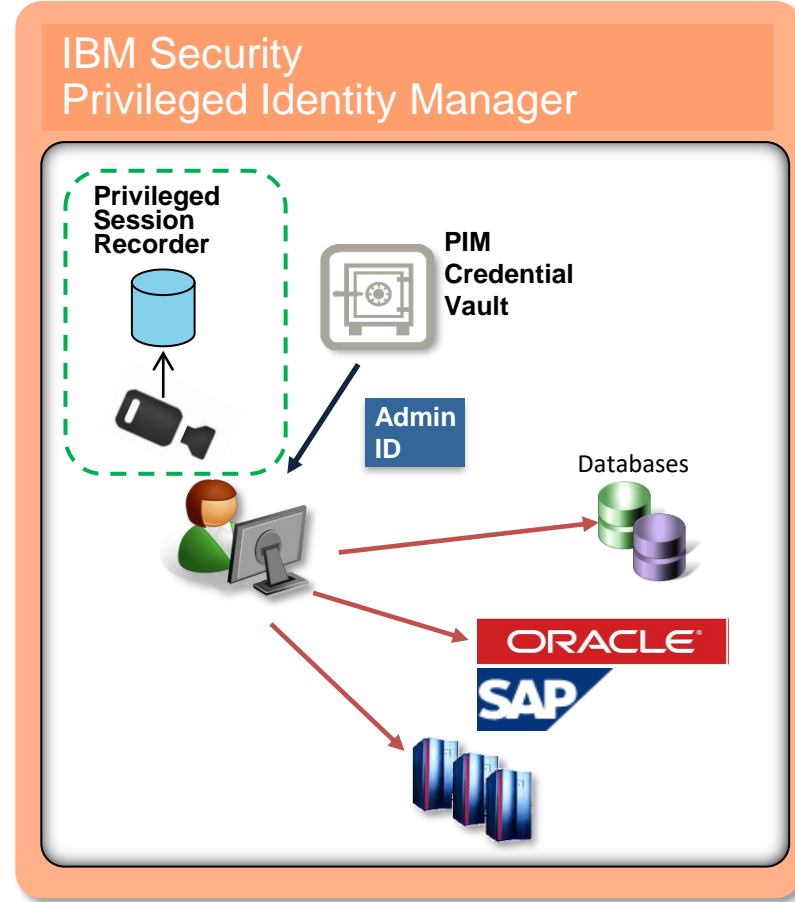 IBM Security
Privileged Identity Manager
Privileged
Session
Recorder
PIM
Credential
Vault
Admin
ID
Databases
ORACLE®
SAP